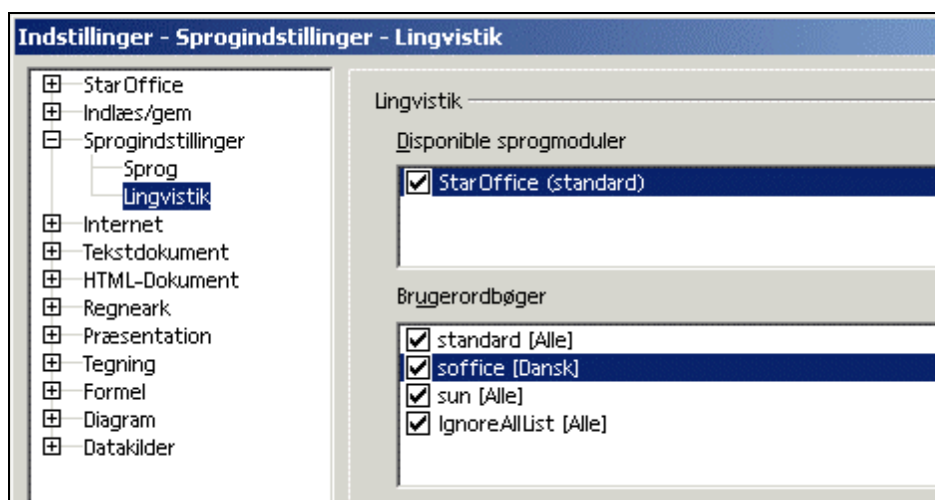 Indstillinger - Sprogindstillinger - Lingvistik
StarOffice
Indlæs/gem
Sprogindstillinger
Sprog
Lingvistik
Internet
Tekstdokument
HTML-Dokument
Regneark
Præsentation
Tegning
Formel
Diagram
Datakilder
Lingvistik
Disponible sprogmoduler
StarOffice (standard)
Brugerordbøger
standard [Alle]
soffice [Dansk]
sun [Alle]
IgnoreAllList [Alle]